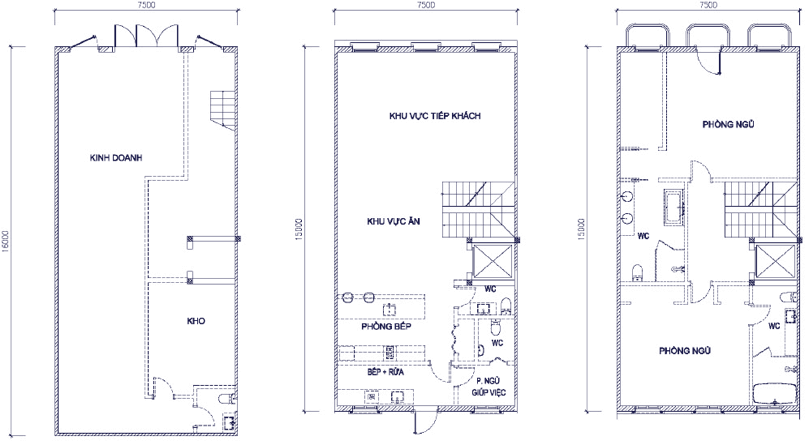 7500
16000
KINH DOANH
KHO
7500
15000
KHU VỰC TIẾP KHÁCH
KHU VỰC ĂN
WC
PHÒNG BẾP
WC
BẾP + RỬA
P. NGỦ
GIÚP VIỆC
7500
15000
PHÒNG NGỦ
WC
WC
PHÒNG NGỦ